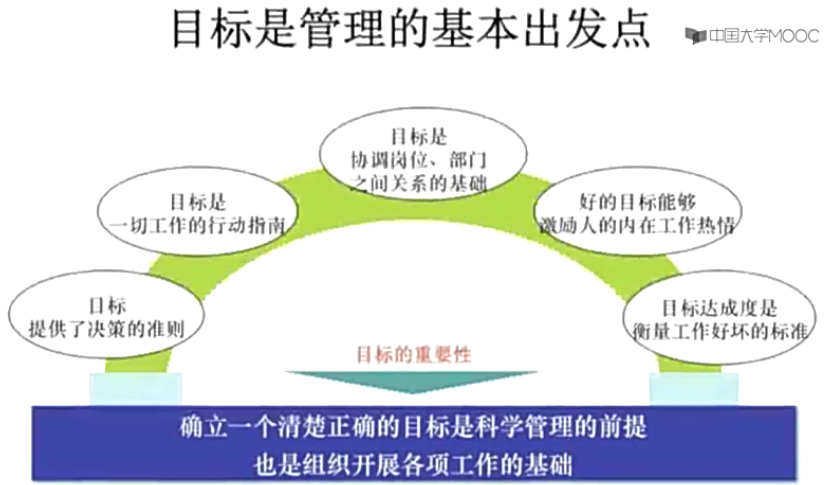 目标是管理的基本出发点
中国大学MOOC
目标是
协调岗位、部门
之间关系的基础
目标是
一切工作的行动指南
好的目标能够
激励人的内在工作热情
目标
提供了决策的准则
目标达成度是
衡量工作好坏的标准
目标的重要性
确立一个清楚正确的目标是科学管理的前提
也是组织开展各项工作的基础